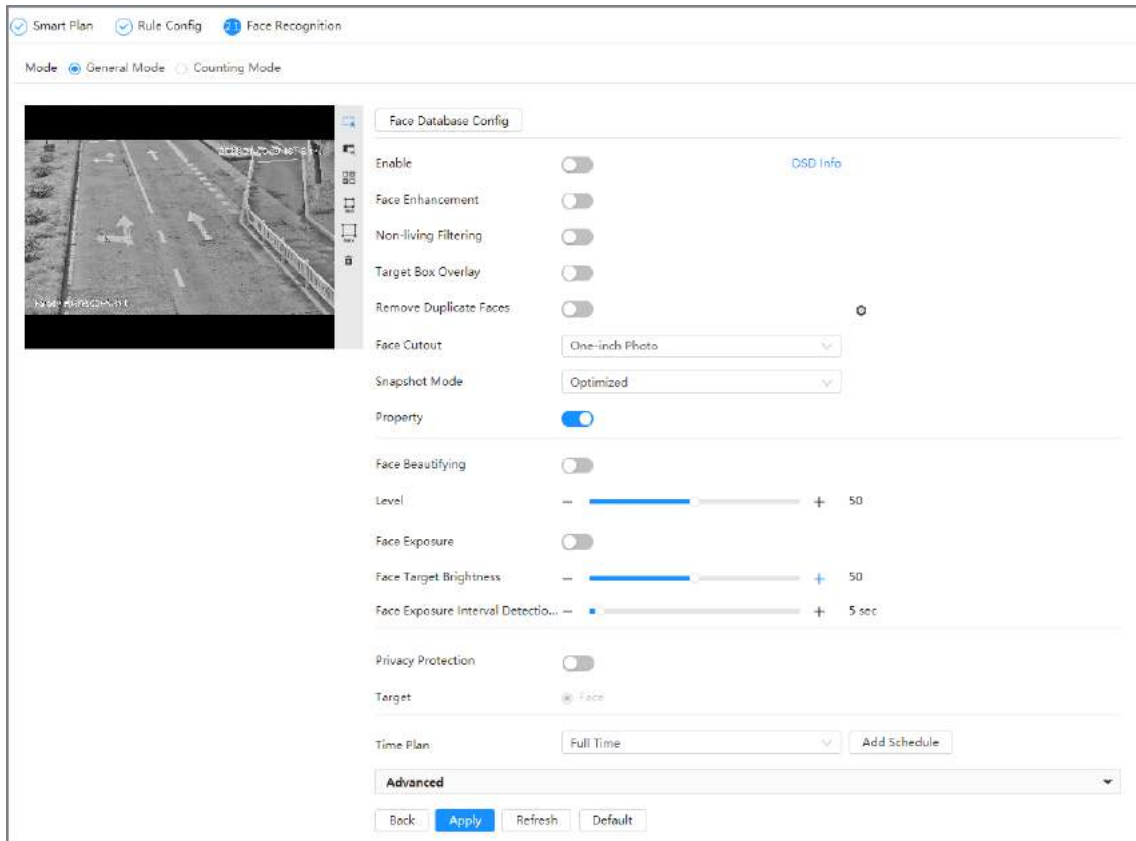 Smart Plan Rule Config 2.1 Face Recognition
Mode General Mode Counting Mode
Face Database Config
Enable OSD Info
Face Enhancement
Non-living Filtering
Target Box Overlay
Remove Duplicate Faces
Face Cutout One-inch Photo
Snapshot Mode Optimized
Property
Face Beautifying
Level 50
Face Exposure
Face Target Brightness 50
Face Exposure Interval Detectio... 5 sec
Privacy Protection
Target Face
Time Plan Full Time Add Schedule
Advanced
Back Apply Refresh Default